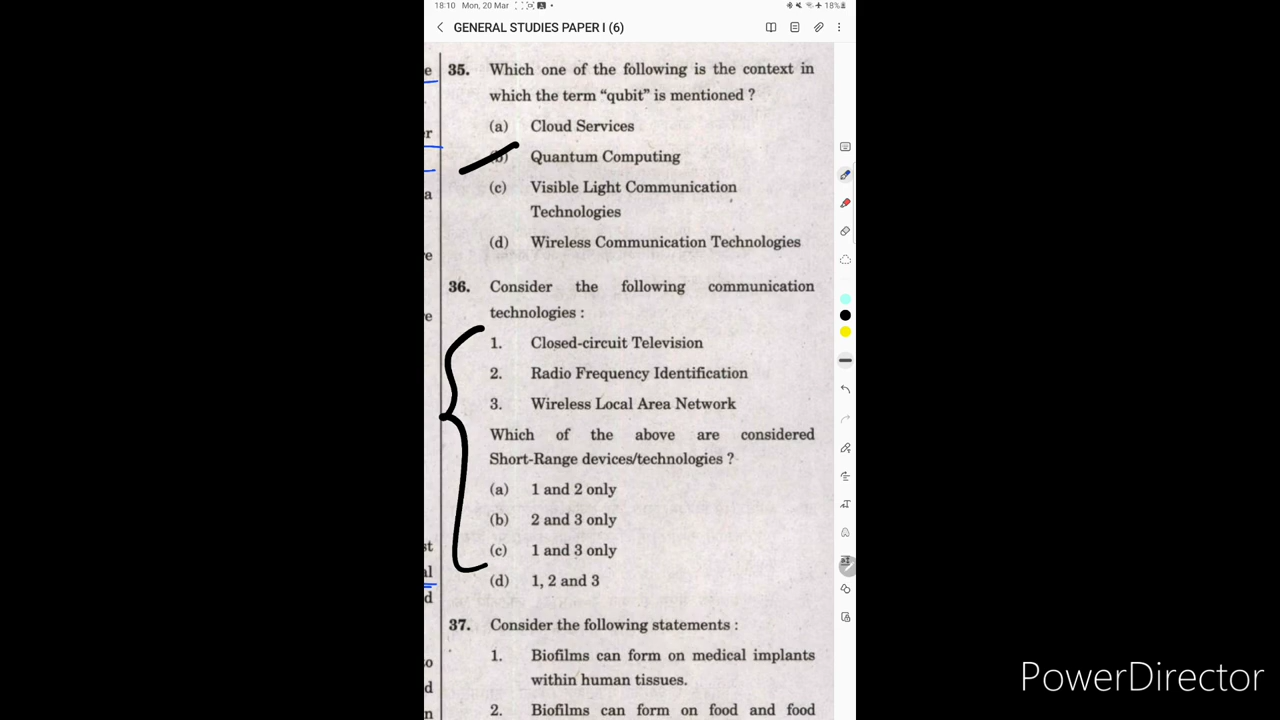 18:10 Mon, 20 Mar
18%
GENERAL STUDIES PAPER I (6)
35. Which one of the following is the context in
which the term “qubit” is mentioned ?
(a) Cloud Services
(b) Quantum Computing
(c) Visible Light Communication
Technologies
(d) Wireless Communication Technologies
36. Consider the following communication
technologies :
1. Closed-circuit Television
2. Radio Frequency Identification
3. Wireless Local Area Network
Which of the above are considered
Short-Range devices/technologies ?
(a) 1 and 2 only
(b) 2 and 3 only
(c) 1 and 3 only
(d) 1, 2 and 3
37. Consider the following statements :
1. Biofilms can form on medical implants
within human tissues.
2. Biofilms can form on food and food
PowerDirector